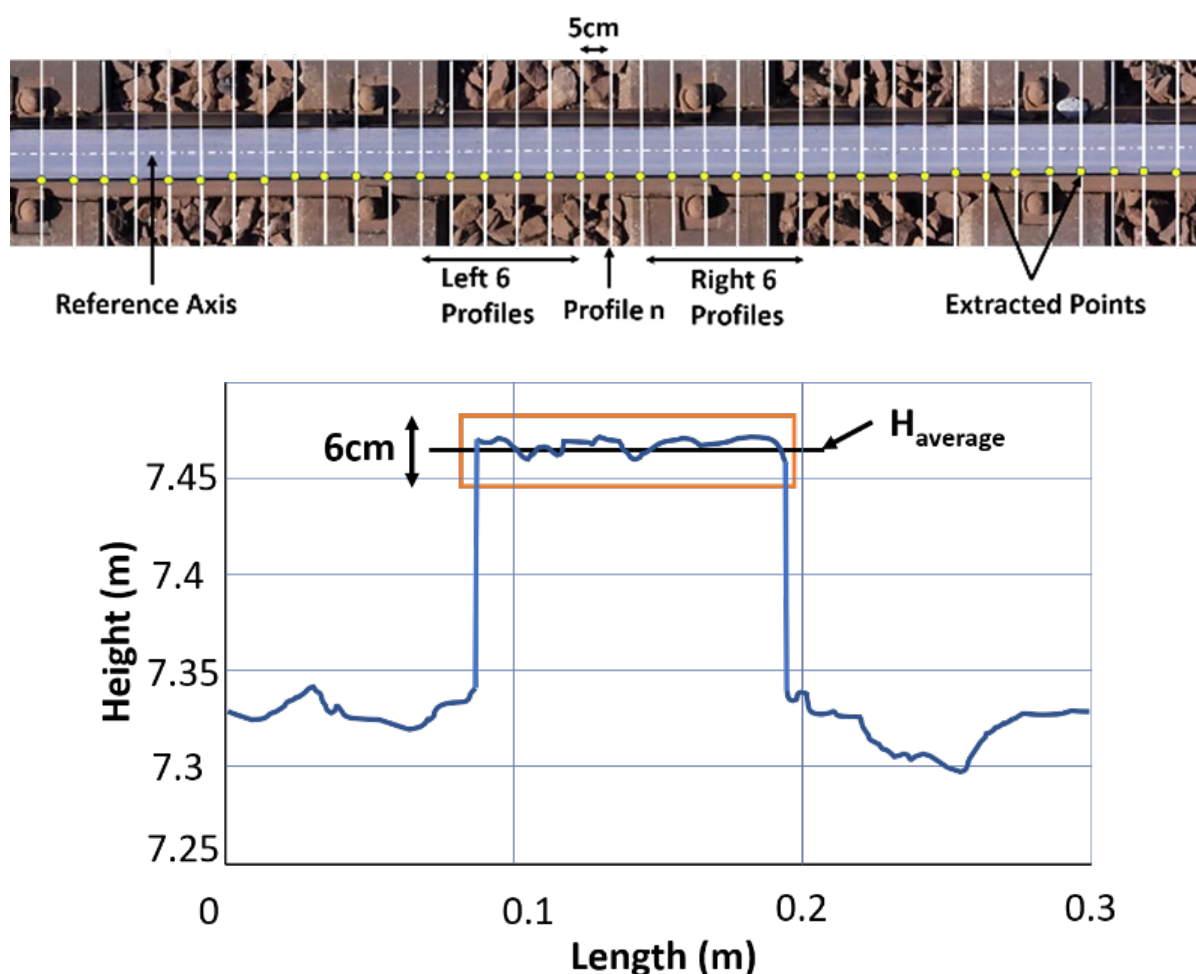 5cm
Reference Axis
Left 6
Profiles
Profile n
Right 6
Profiles
Extracted Points
6cm
H average
7.45
7.4
7.35
7.3
7.25
Height (m)
0
0.1
0.2
0.3
Length (m)